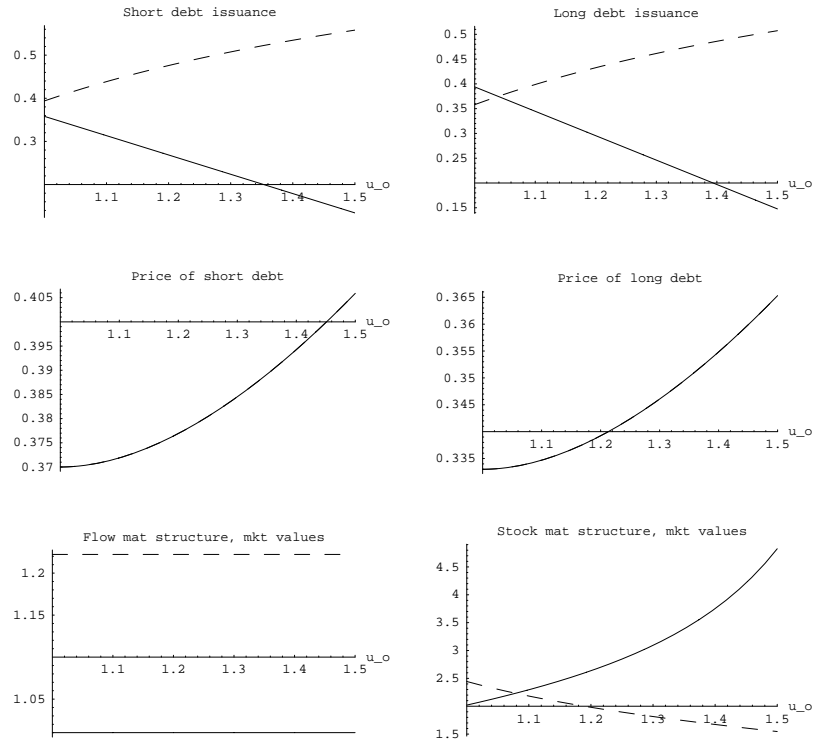 Short debt issuance
0.5
0.4
0.3
1.1 1.2 1.3 1.4 1.5
u_o
Long debt issuance
0.5
0.45
0.4
0.35
0.3
0.25
0.15
1.1 1.2 1.3 1.4 1.5
u_o
Price of short debt
0.405
0.395
0.39
0.385
0.38
0.375
0.37
1.1 1.2 1.3 1.4 1.5
u_o
Price of long debt
0.365
0.36
0.355
0.35
0.345
0.335
1.1 1.2 1.3 1.4 1.5
u_o
Flow mat structure, mkt values
1.2
1.15
1.05
1.1 1.2 1.3 1.4 1.5
u_o
Stock mat structure, mkt values
4.5
4
3.5
3
2.5
1.5
1.1 1.2 1.3 1.4 1.5
u_o